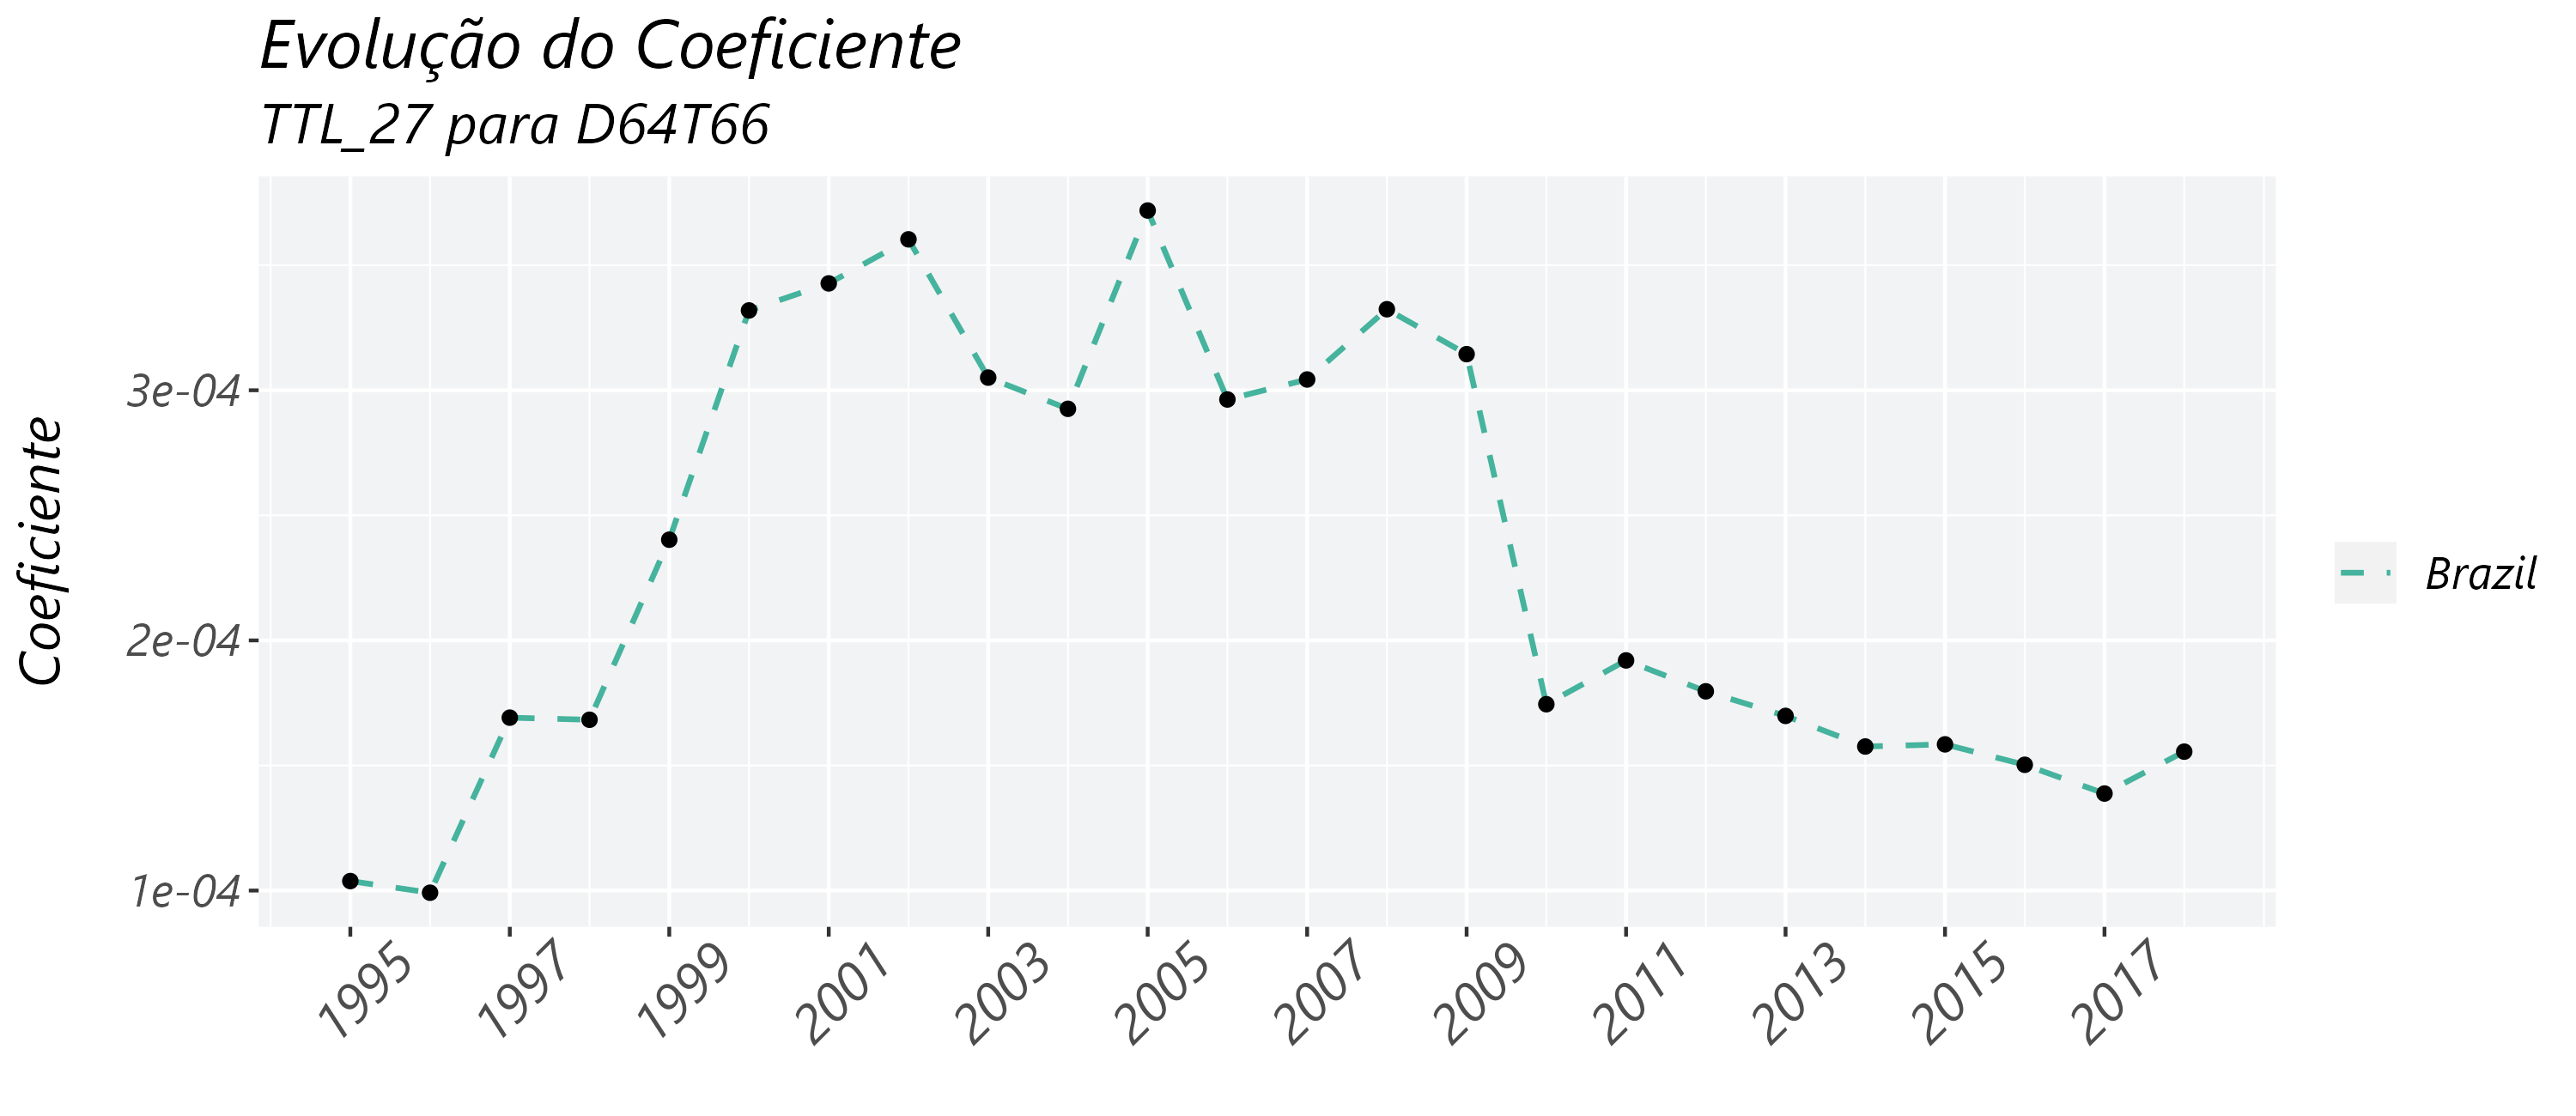 Evolução do Coeficiente
TTL_27 para D64T66
Coeficiente
3e-04
2e-04
1e-04
1995
1997
1999
2001
2003
2005
2007
2009
2011
2013
2015
2017
Brazil